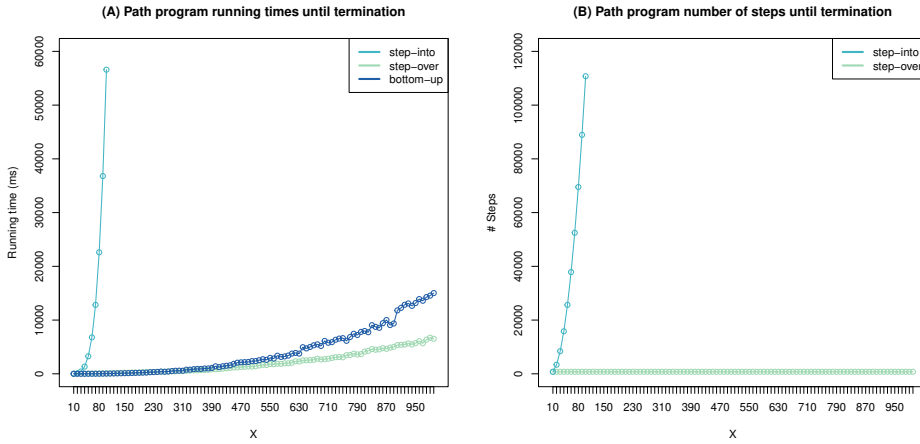 (A) Path program running times until termination
step−into
step−over
bottom−up
Running time (ms)
60000
50000
40000
30000
20000
10000
0
10 80 150 230 310 390 470 550 630 710 790 870 950
X
(B) Path program number of steps until termination
step−into
step−over
# Steps
120000
100000
80000
60000
40000
20000
0
10 80 150 230 310 390 470 550 630 710 790 870 950
X